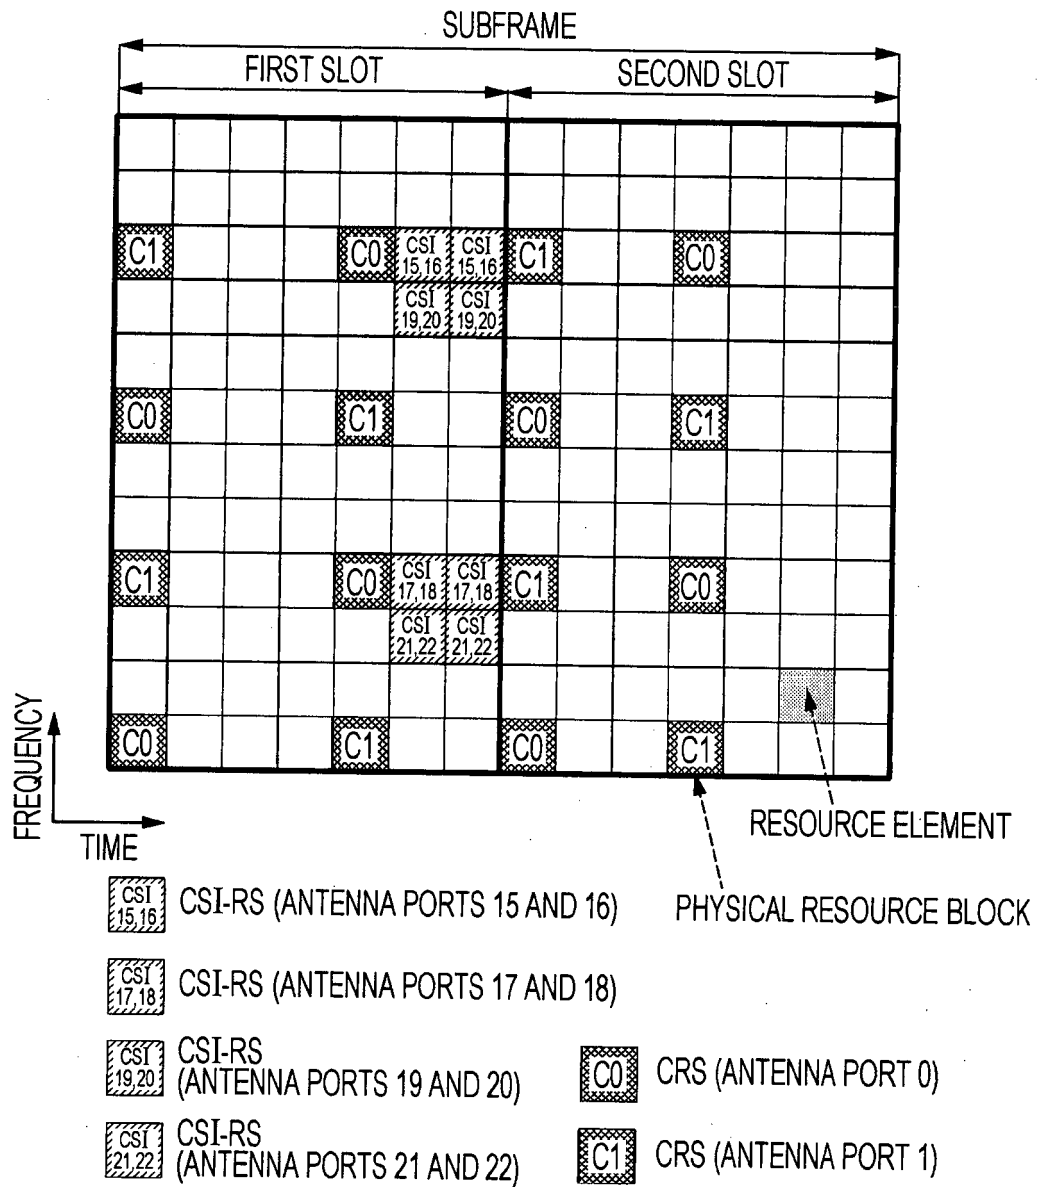 SUBFRAME
FIRST SLOT
SECOND SLOT
C1
C0
CSI
15,16
CSI
15,16
C1
C0
CSI
19,20
CSI
19,20
C0
C1
C0
C1
C1
C0
CSI
17,18
CSI
17,18
C1
C0
CSI
21,22
CSI
21,22
C0
C1
C0
C1
FREQUENCY
TIME
RESOURCE ELEMENT
PHYSICAL RESOURCE BLOCK
CSI
15,16
CSI-RS (ANTENNA PORTS 15 AND 16)
CSI
17,18
CSI-RS (ANTENNA PORTS 17 AND 18)
CSI
19,20
CSI-RS
(ANTENNA PORTS 19 AND 20)
C0
CRS (ANTENNA PORT 0)
CSI
21,22
CSI-RS
(ANTENNA PORTS 21 AND 22)
C1
CRS (ANTENNA PORT 1)